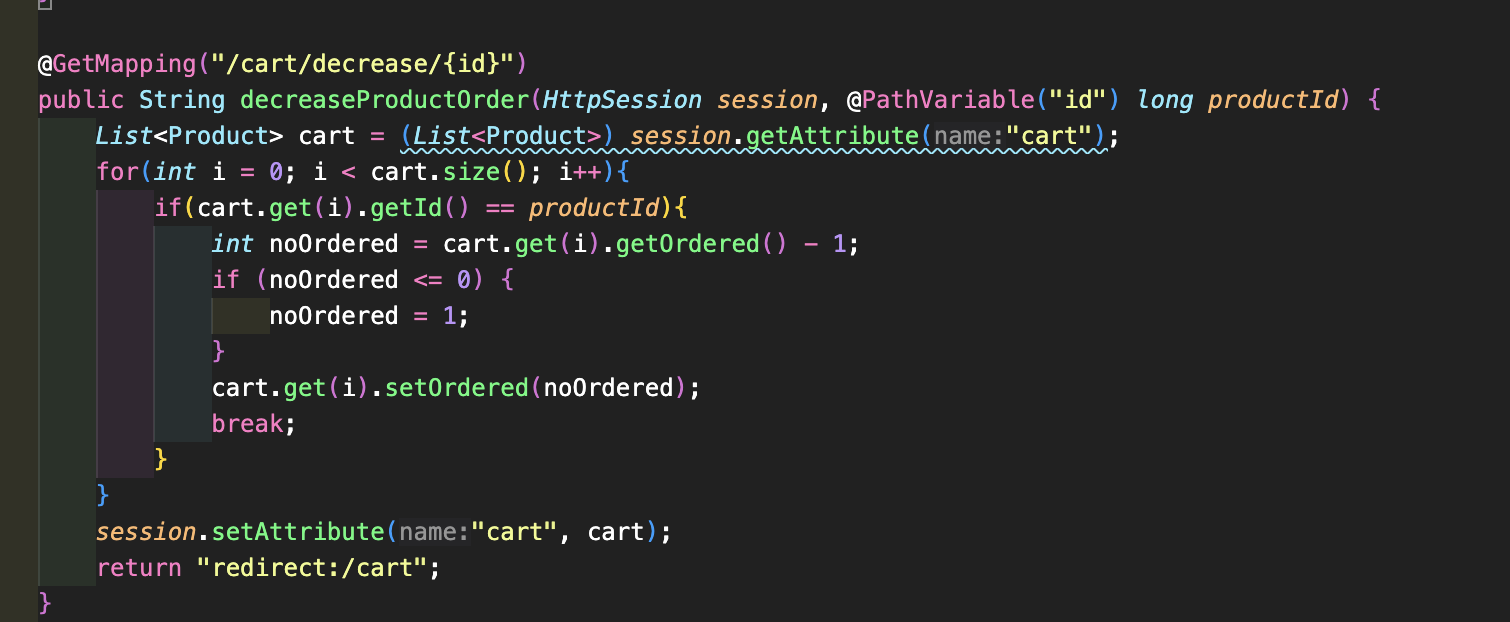 @GetMapping("/cart/decrease/{id}")
public String decreaseProductOrder(HttpSession session, @PathVariable("id") long productId) {
List<Product> cart = (List<Product>) session.getAttribute(name:"cart");
for(int i = 0; i < cart.size(); i++){
if(cart.get(i).getId() == productId){
int noOrdered = cart.get(i).getOrdered() - 1;
if (noOrdered <= 0) {
noOrdered = 1;
}
cart.get(i).setOrdered(noOrdered);
break;
}
}
session.setAttribute(name:"cart", cart);
return "redirect:/cart";
}